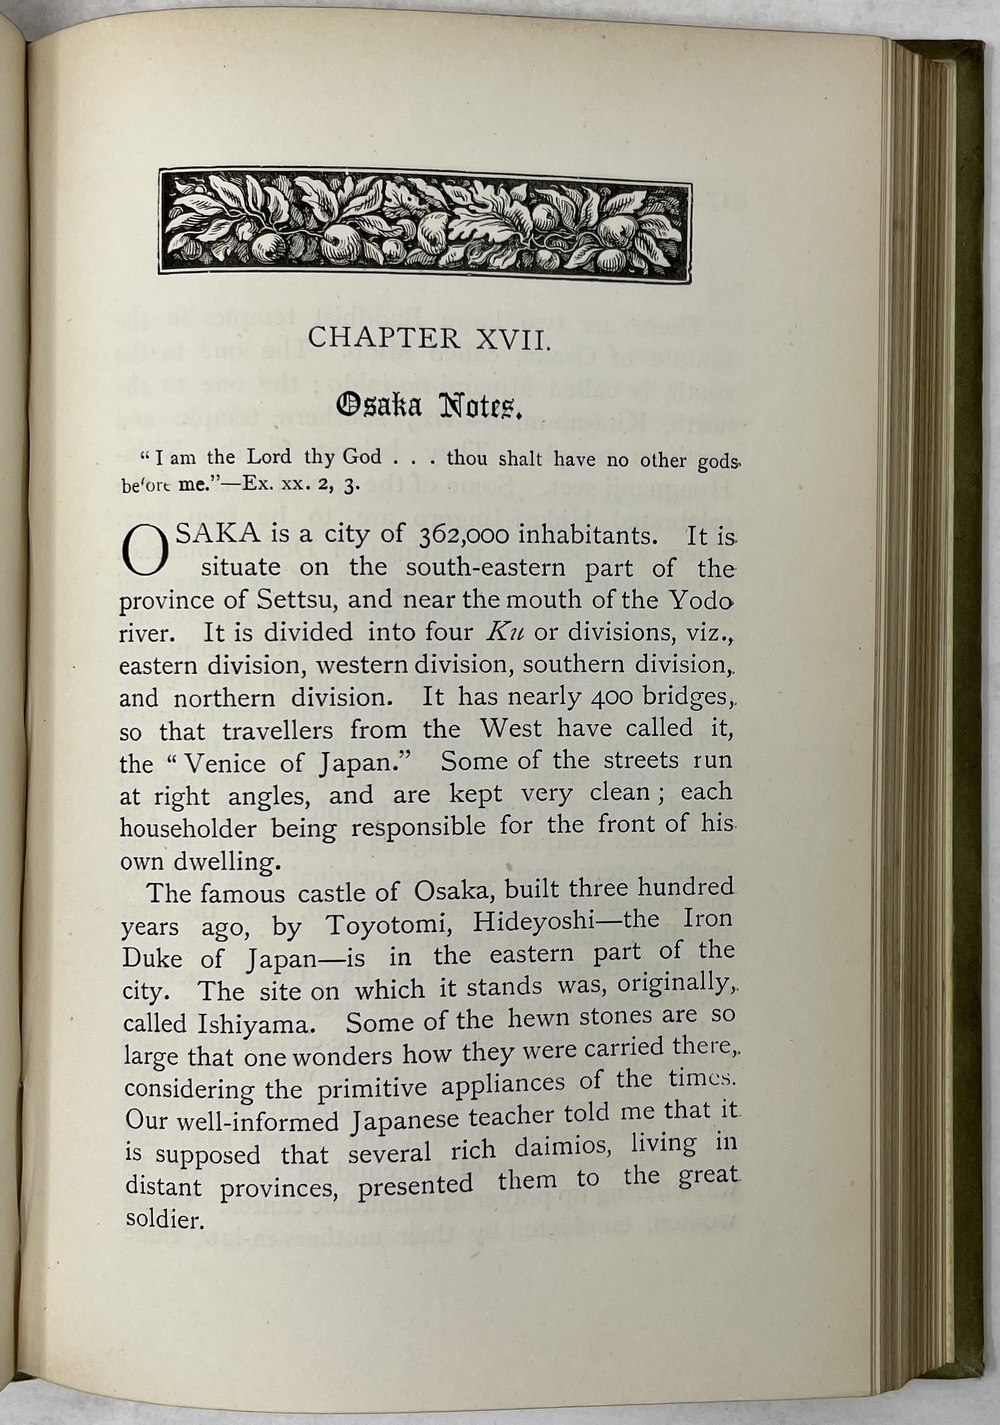 CHAPTER XVII.
Osaka Notes.
“I am the Lord thy God . . . thou shalt have no other gods
before me.”—Ex. xx. 2, 3.
OSAKA is a city of 362,000 inhabitants. It is
situate on the south-eastern part of the
province of Settsu, and near the mouth of the Yodo
river. It is divided into four Ku or divisions, viz.,
eastern division, western division, southern division,
and northern division. It has nearly 400 bridges,
so that travellers from the West have called it,
the “Venice of Japan.” Some of the streets run
at right angles, and are kept very clean; each
householder being responsible for the front of his
own dwelling.
The famous castle of Osaka, built three hundred
years ago, by Toyotomi, Hideyoshi—the Iron
Duke of Japan—is in the eastern part of the
city. The site on which it stands was, originally,
called Ishiyama. Some of the hewn stones are so
large that one wonders how they were carried there,
considering the primitive appliances of the times.
Our well-informed Japanese teacher told me that it
is supposed that several rich daimios, living in
distant provinces, presented them to the great
soldier.